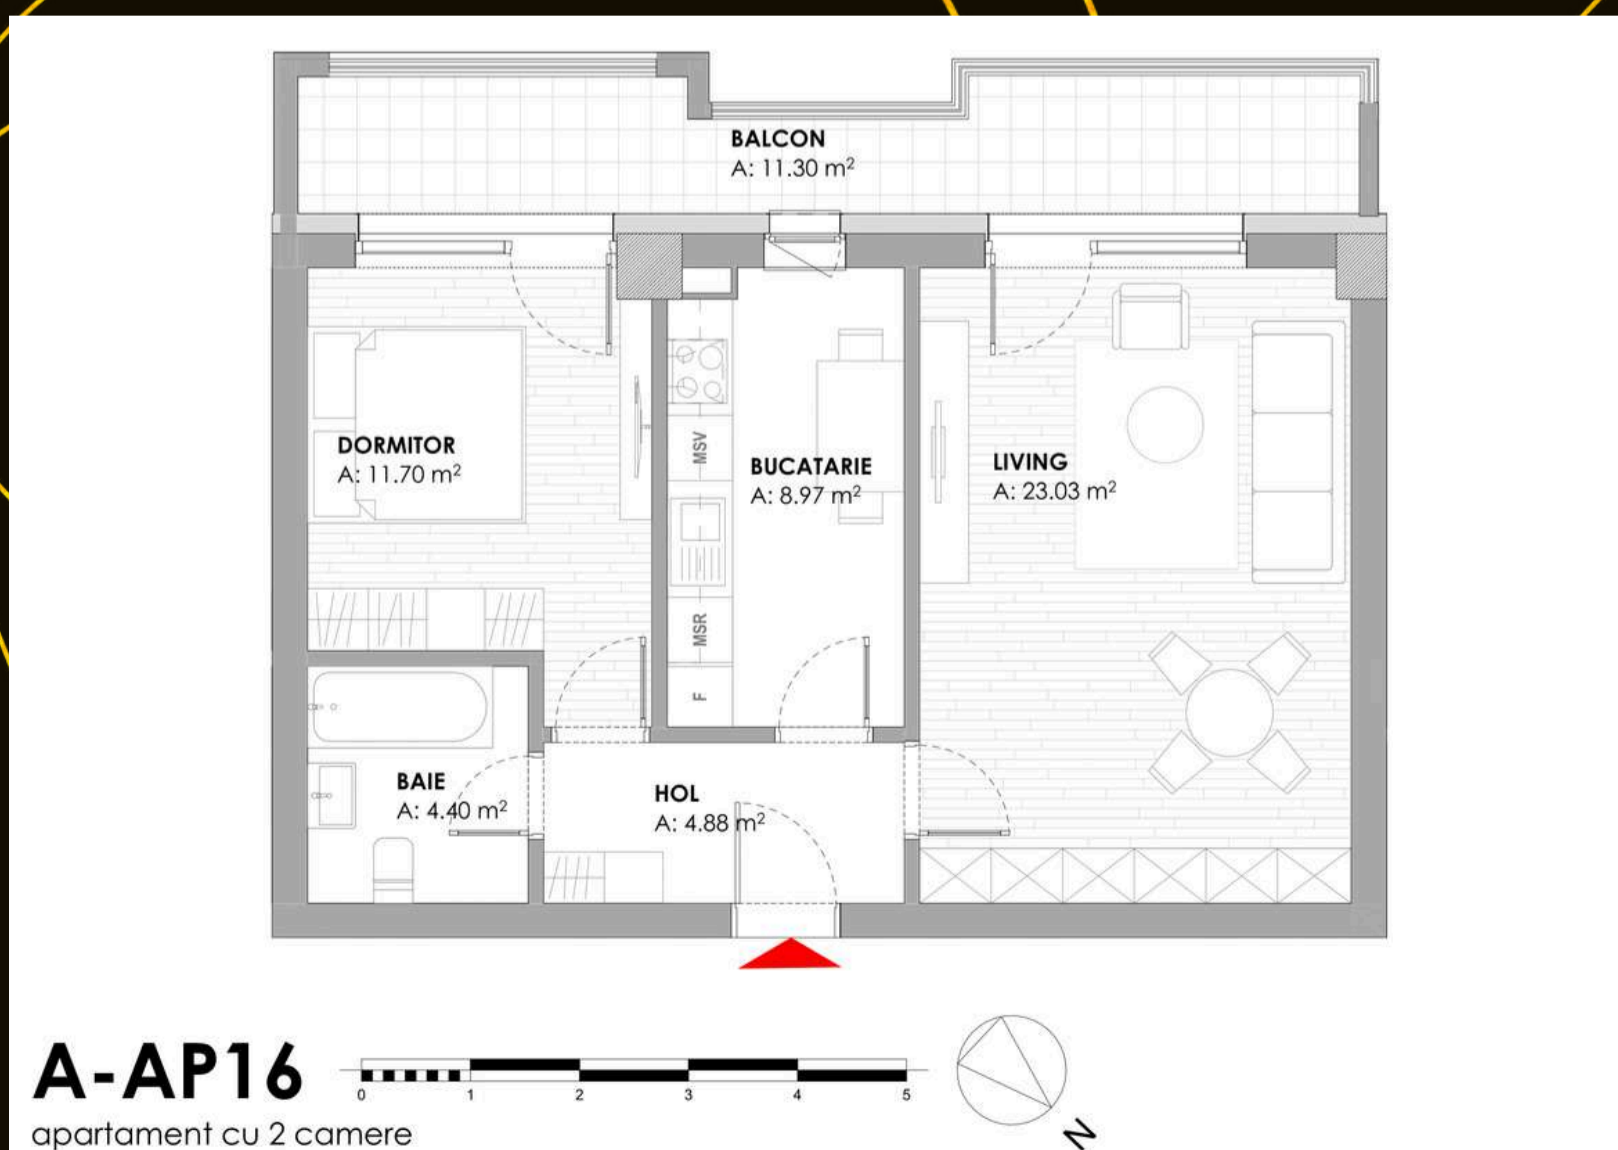 BALCON
A: 11.30 m²
DORMITOR
A: 11.70 m²
MSV
BUCATARIE
A: 8.97 m²
LIVING
A: 23.03 m²
MSR
F
BAIE
A: 4.40 m²
HOL
A: 4.88 m²
A-AP16
0 1 2 3 4 5
N
apartament cu 2 camere